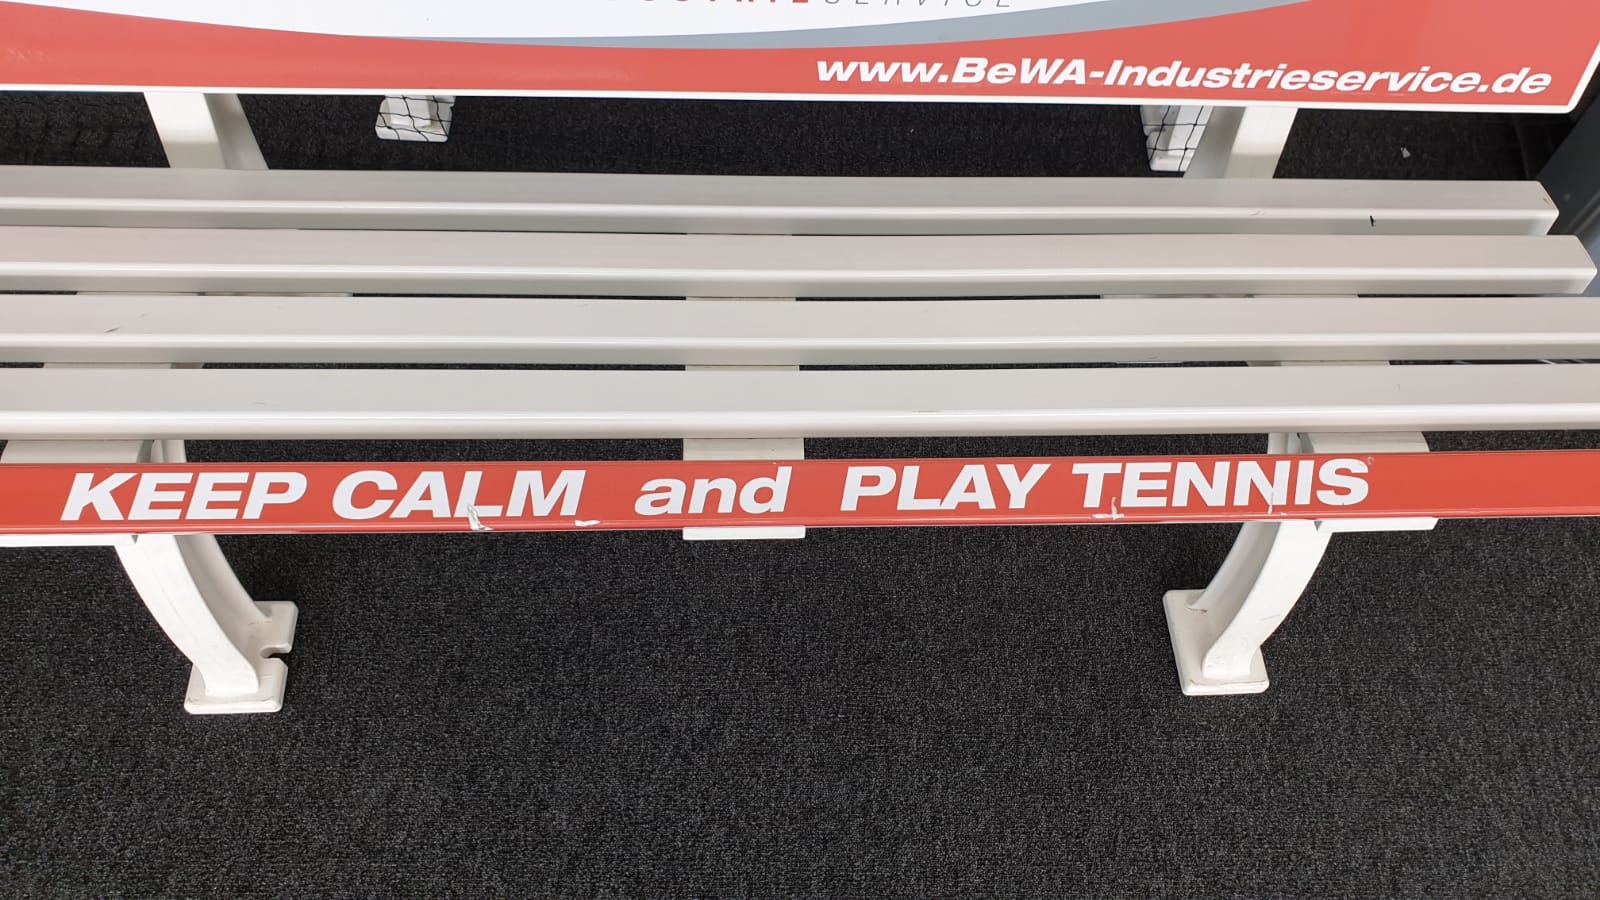 www.BeWA-Industrieservice.de
KEEP CALM and PLAY TENNIS